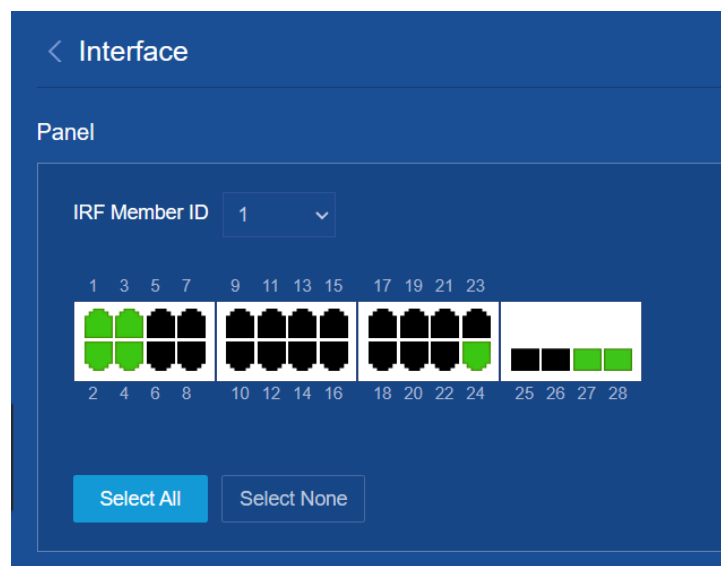 Interface
Panel
IRF Member ID 1
1 3 5 7 9 11 13 15 17 19 21 23
2 4 6 8 10 12 14 16 18 20 22 24 25 26 27 28
Select All Select None